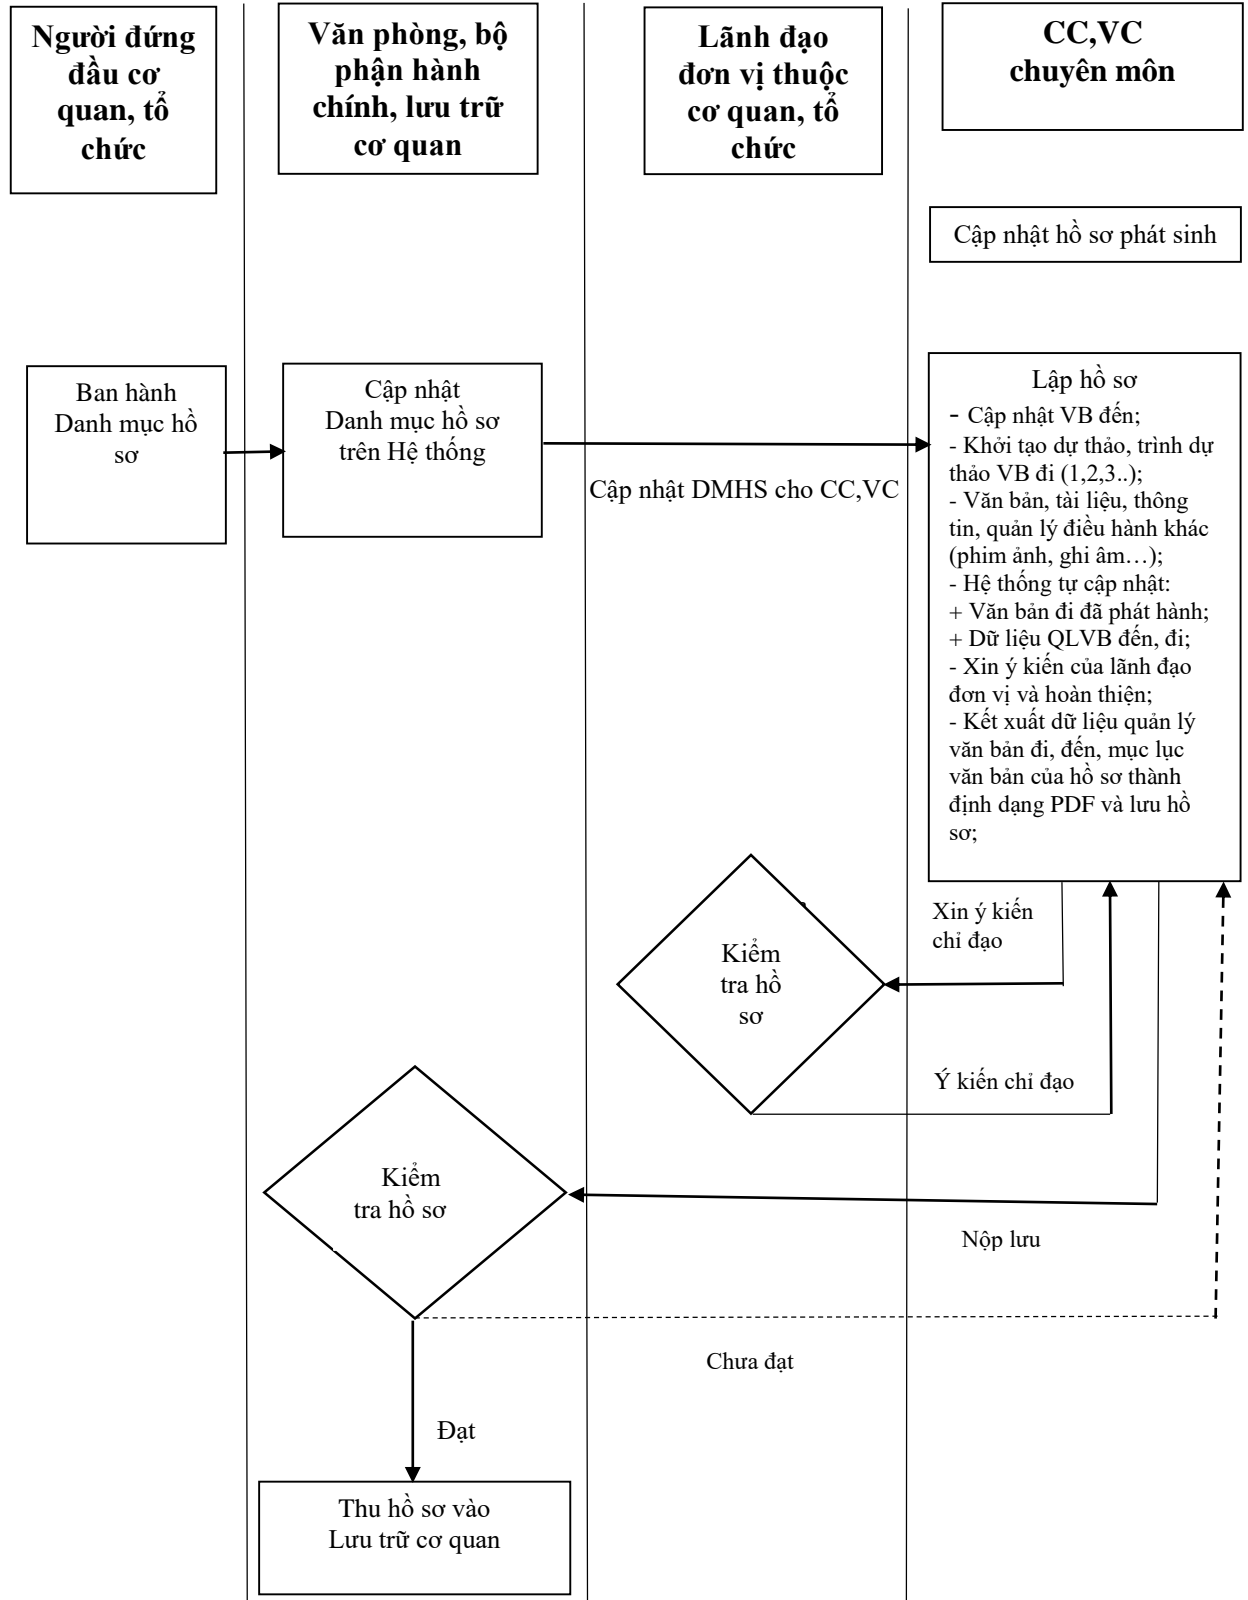 Người đứng
đầu cơ
quan, tổ
chức
Văn phòng, bộ
phận hành
chính, lưu trữ
cơ quan
Lãnh đạo
đơn vị thuộc
cơ quan, tổ
chức
CC,VC
chuyên môn
Cập nhật hồ sơ phát sinh
Ban hành
Danh mục hồ
sơ
Cập nhật
Danh mục hồ sơ
trên Hệ thống
Cập nhật DMHS cho CC,VC
Lập hồ sơ
- Cập nhật VB đến;
- Khởi tạo dự thảo, trình dự
thảo VB đi (1,2,3..);
- Văn bản, tài liệu, thông
tin, quản lý điều hành khác
(phim ảnh, ghi âm…);
- Hệ thống tự cập nhật:
+ Văn bản đi đã phát hành;
+ Dữ liệu QLVB đến, đi;
- Xin ý kiến của lãnh đạo
đơn vị và hoàn thiện;
- Kết xuất dữ liệu quản lý
văn bản đi, đến, mục lục
văn bản của hồ sơ thành
định dạng PDF và lưu hồ
sơ;
Xin ý kiến
chỉ đạo
Kiểm
tra hồ
sơ
Ý kiến chỉ đạo
Kiểm
tra hồ sơ
Nộp lưu
Chưa đạt
Đạt
Thu hồ sơ vào
Lưu trữ cơ quan